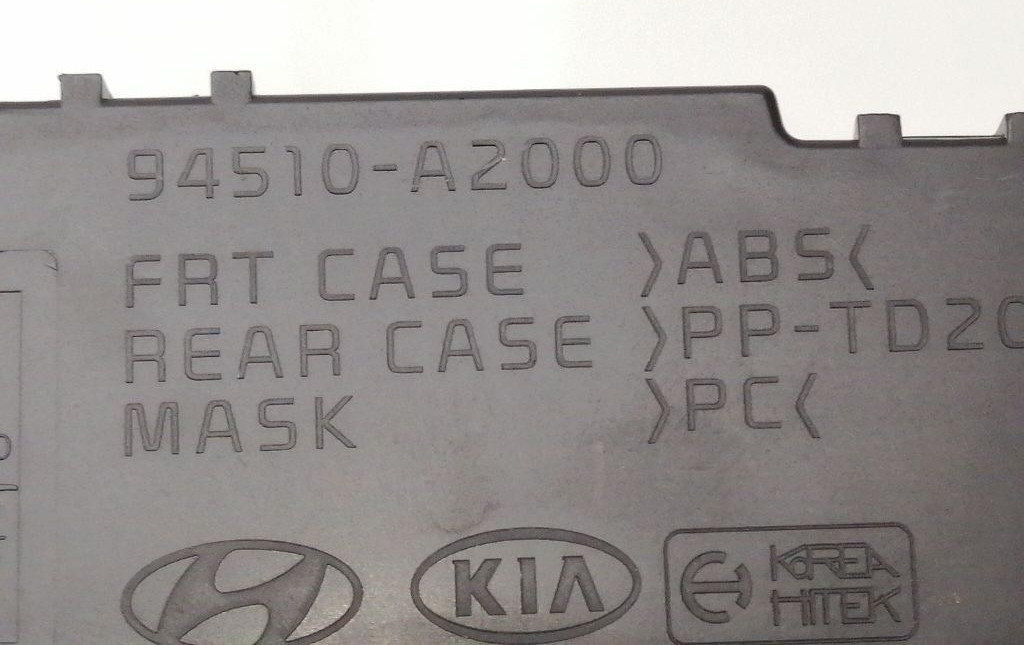 94510-A2000
FRT CASE >ABS<
REAR CASE >PP-TD20
MASK >PC<
KIA KOREA
HITEK